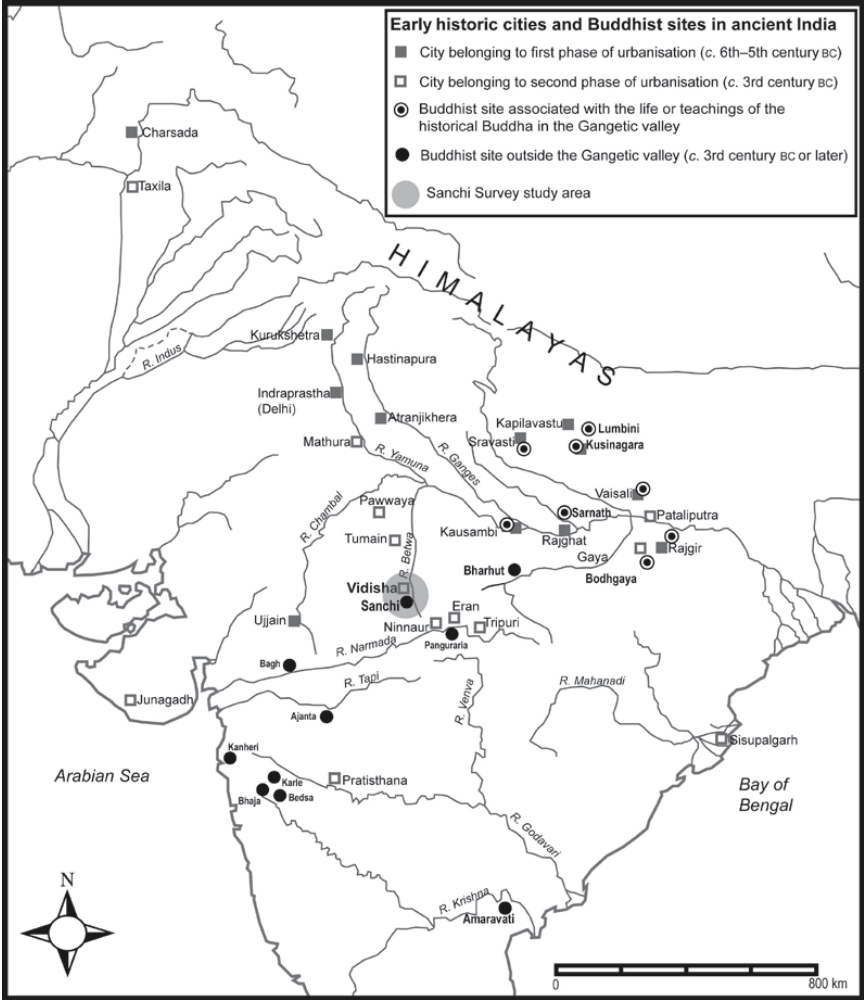 Early historic cities and Buddhist sites in ancient India
City belonging to first phase of urbanisation (c. 6th–5th century BC)
City belonging to second phase of urbanisation (c. 3rd century BC)
Buddhist site associated with the life or teachings of the
historical Buddha in the Gangetic valley
Buddhist site outside the Gangetic valley (c. 3rd century BC or later)
Sanchi Survey study area
Charsada
Taxila
HIMALAYAS
R. Indus
Kurukshetra
Hastinapura
Indraprastha
(Delhi)
Atranjikhera
Mathura
R. Yamuna
R. Ganges
Kapilavastu
Lumbini
Sravasti
Kusinagara
Vaisali
Pataliputra
R. Chambal
Pawwaya
Tumain
R. Betwa
Kausambi
Sarnath
Rajghat
Gaya
Rajgir
Bodhgaya
Bharhut
Vidisha
Sanchi
Eran
Ninnaur
Tripuri
Panguraria
Ujjain
R. Narmada
Bagh
R. Tapi
R. Venva
R. Mahanadi
Junagadh
Ajanta
Sisupalgarh
Kanheri
Karle
Bhaja
Bedsa
Pratisthana
Arabian Sea
Bay of
Bengal
R. Godavari
R. Krishna
Amaravati
N
0
800 km